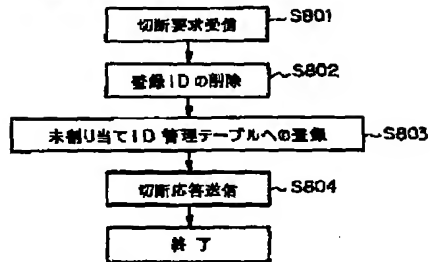 切断要求受信 S801
登録IDの削除 S802
未割り当てID 管理テーブルへの登録 S803
切断応答送信 S804
終了